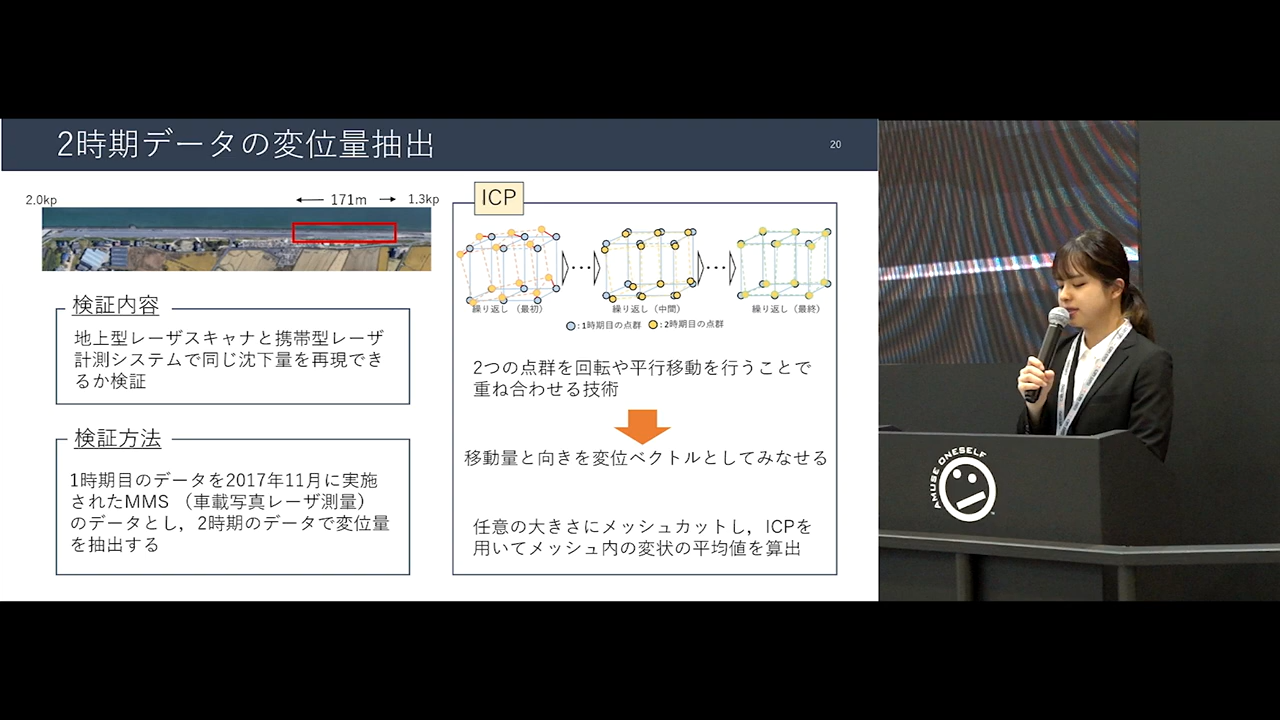 2時期データの変位量抽出
20
2.0kp
171m
1.3kp
検証内容
地上型レーザスキャナと携帯型レーザ
計測システムで同じ沈下量を再現でき
るか検証
検証方法
1時期目のデータを2017年11月に実施
されたMMS（車載写真レーザ測量）
のデータとし，2時期のデータで変位量
を抽出する
ICP
繰り返し（最初）
繰り返し（中間）
繰り返し（最終）
：1時期目の点群
：2時期目の点群
2つの点群を回転や平行移動を行うことで
重ね合わせる技術
移動量と向きを変位ベクトルとしてみなせる
任意の大きさにメッシュカットし，ICPを
用いてメッシュ内の変状の平均値を算出
AMUSE ONESELF